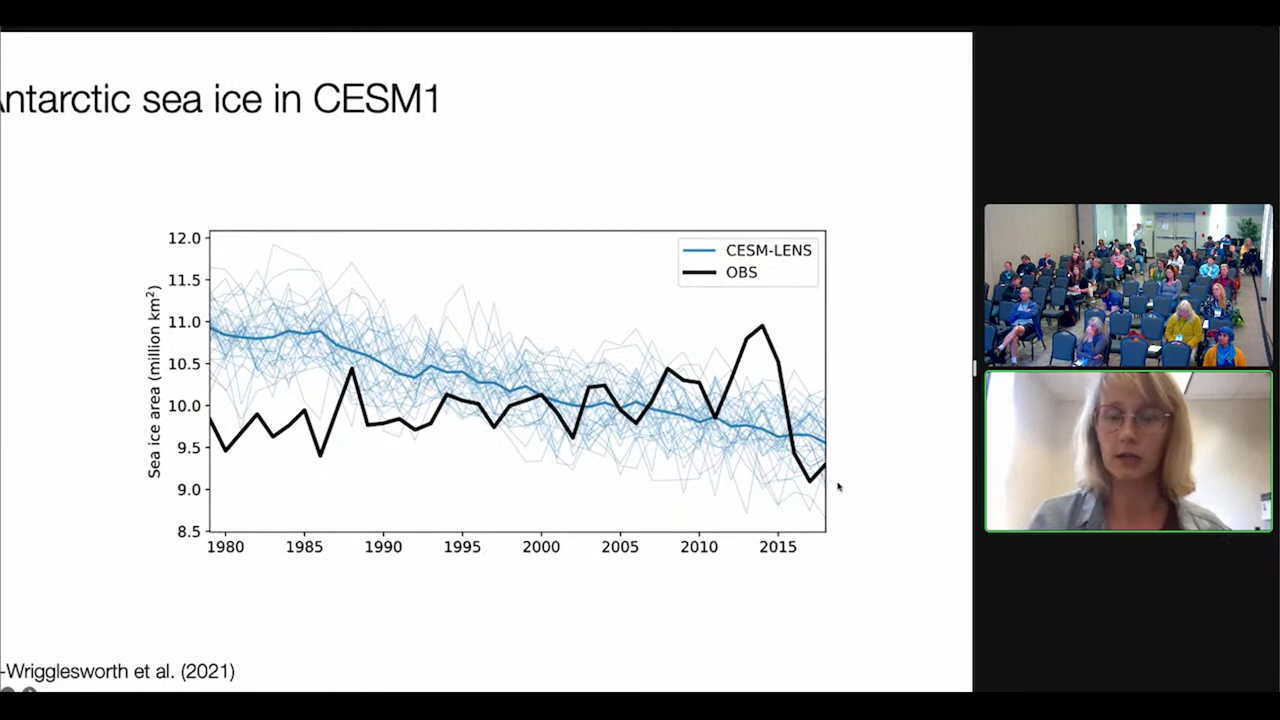 ntarctic sea ice in CESM1
12.0
11.5
11.0
10.5
10.0
9.5
9.0
8.5
Sea ice area (million km²)
CESM-LENS
OBS
1980 1985 1990 1995 2000 2005 2010 2015
-Wrigglesworth et al. (2021)